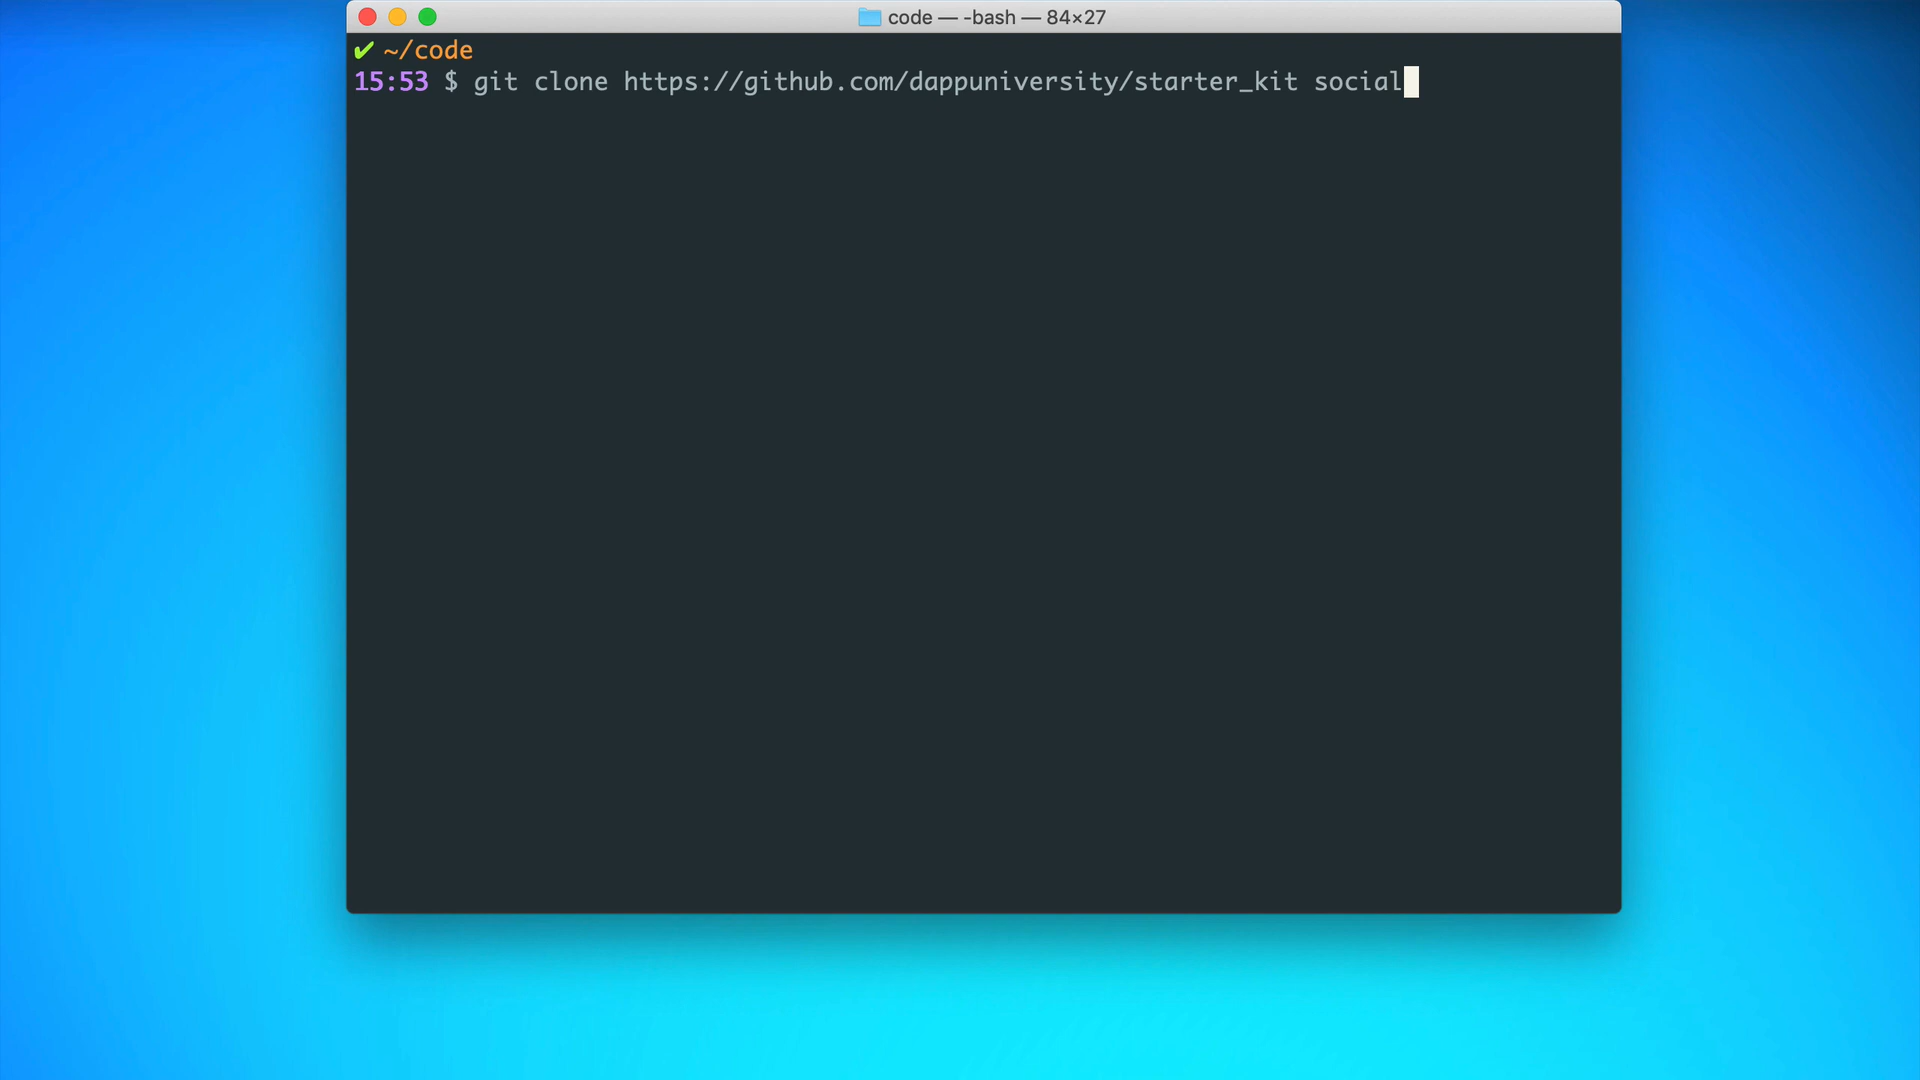 code — -bash — 84×27
✔ ~/code
15:53 $ git clone https://github.com/dappuniversity/starter_kit social